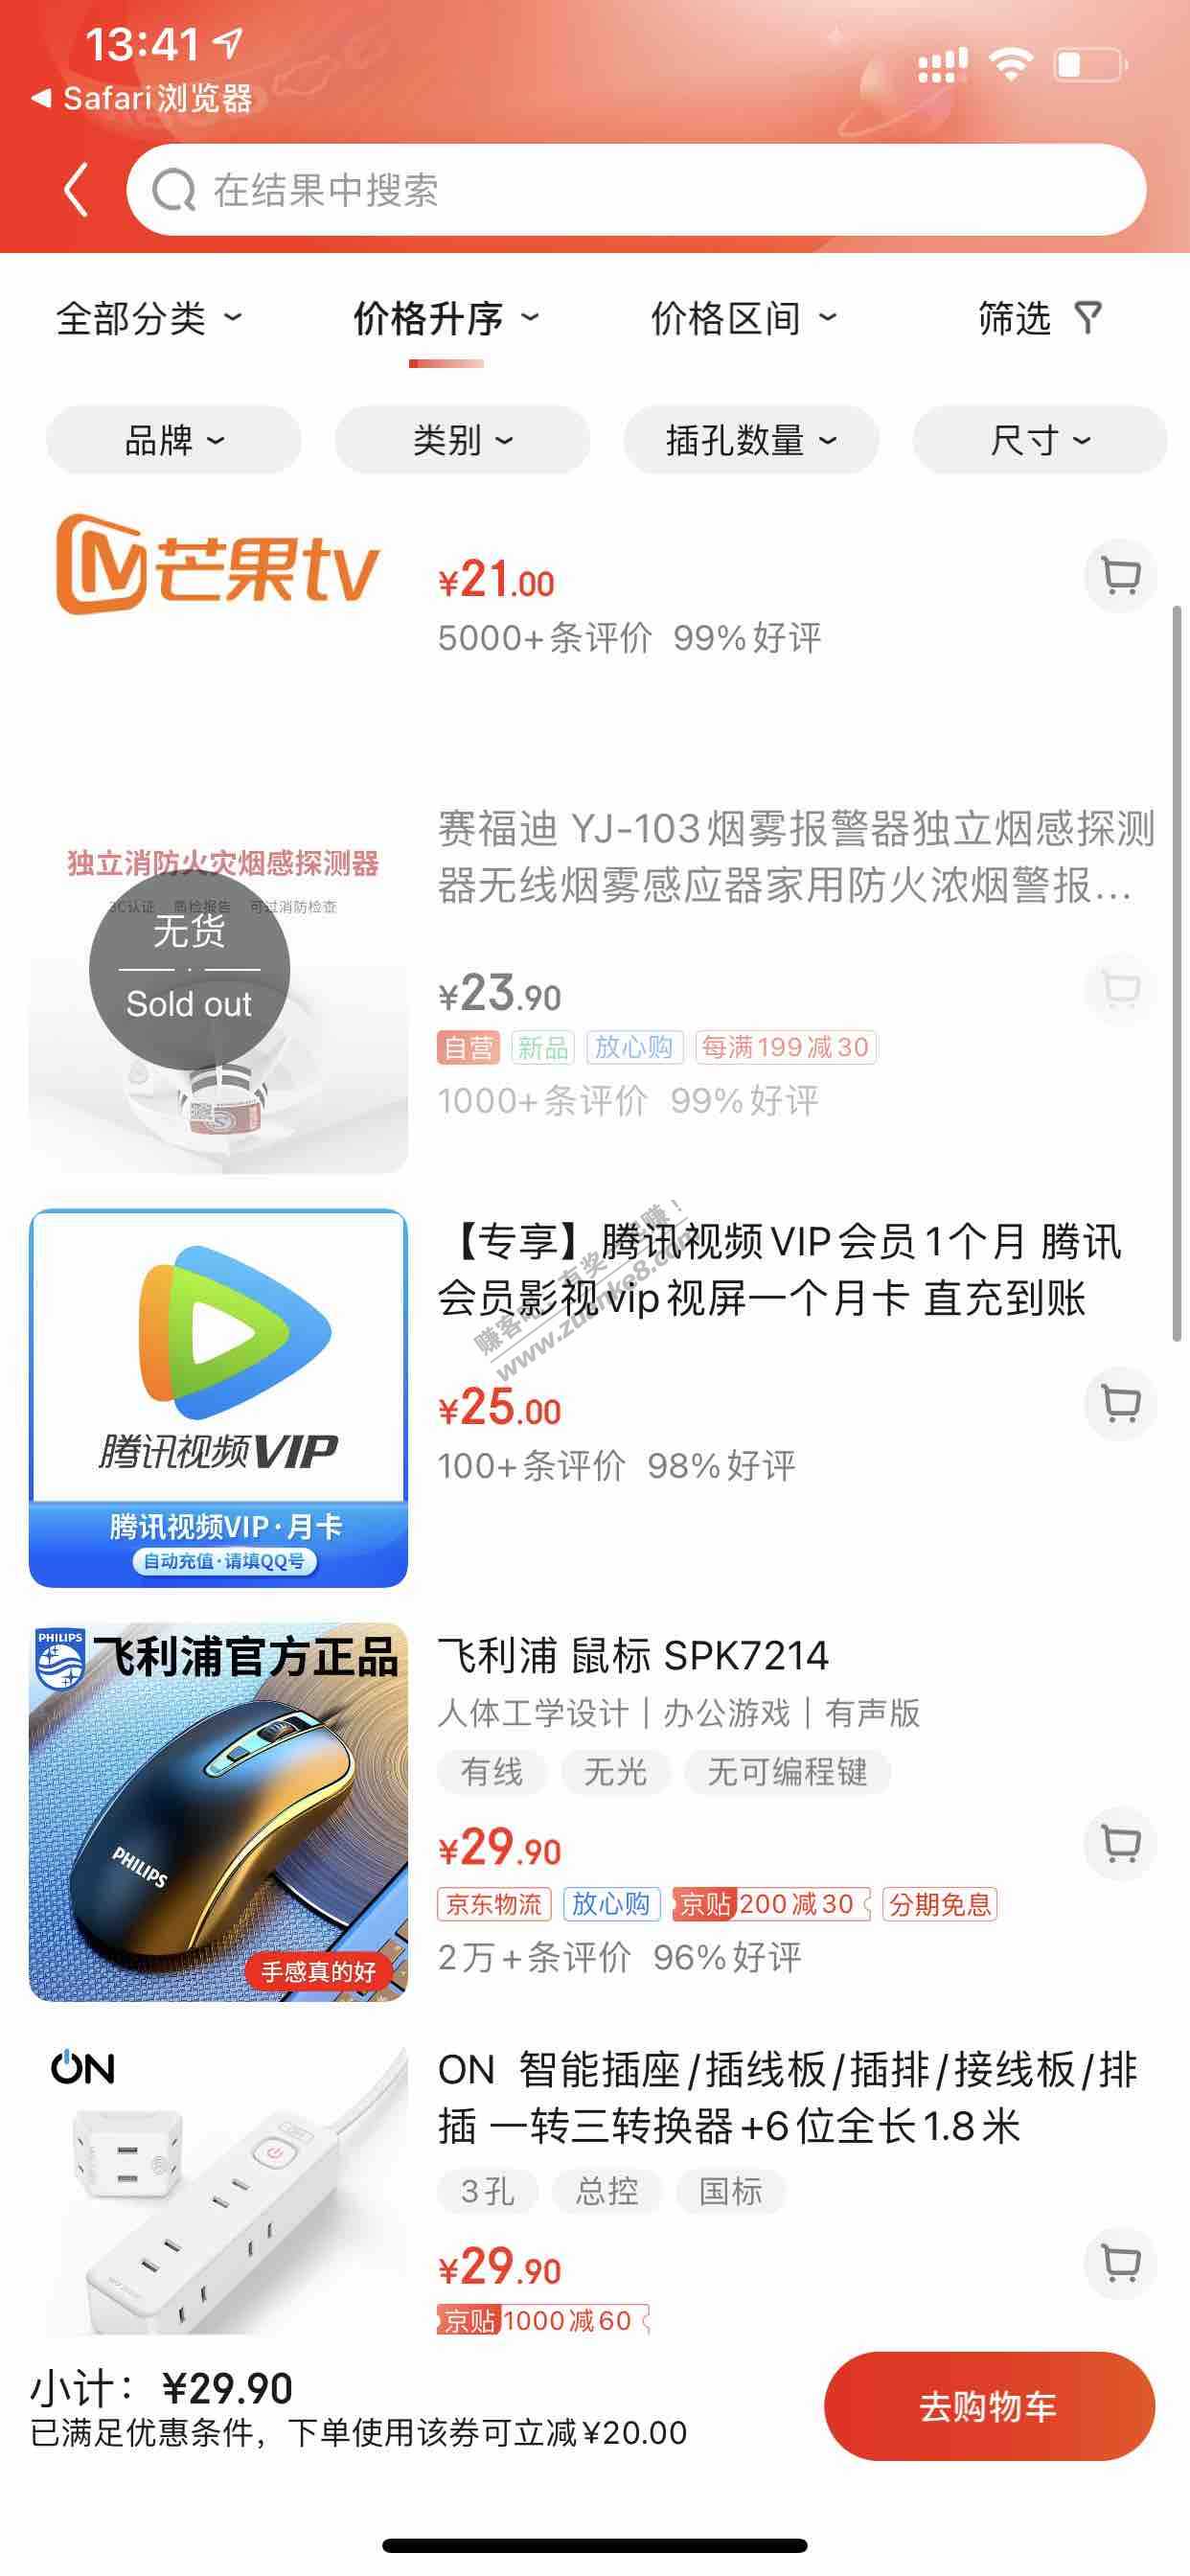 13:41
Safari浏览器
在结果中搜索
全部分类
价格升序
价格区间
筛选
品牌
类别
插孔数量
尺寸
芒果tv
¥21.00
5000+条评价 99%好评
独立消防火灾烟感探测器
3C认证 质检报告 可过消防检查
无货
Sold out
赛福迪 YJ-103烟雾报警器独立烟感探测
器无线烟雾感应器家用防火浓烟警报...
¥23.90
自营 新品 放心购 每满199减30
1000+条评价 99%好评
腾讯视频VIP
腾讯视频VIP·月卡
自动充值·请填QQ号
【专享】腾讯视频VIP会员1个月 腾讯
会员影视vip视屏一个月卡 直充到账
¥25.00
100+条评价 98%好评
www.zuanke8.com
PHILIPS
飞利浦官方正品
PHILIPS
手感真的好
飞利浦 鼠标 SPK7214
人体工学设计|办公游戏|有声版
有线 无光 无可编程键
¥29.90
京东物流 放心购 京贴 200减30 分期免息
2万+条评价 96%好评
ON
ON 智能插座/插线板/插排/接线板/排
插 一转三转换器+6位全长1.8米
3孔 总控 国标
¥29.90
京贴 1000减60
小计：¥29.90
已满足优惠条件，下单使用该券可立减¥20.00
去购物车